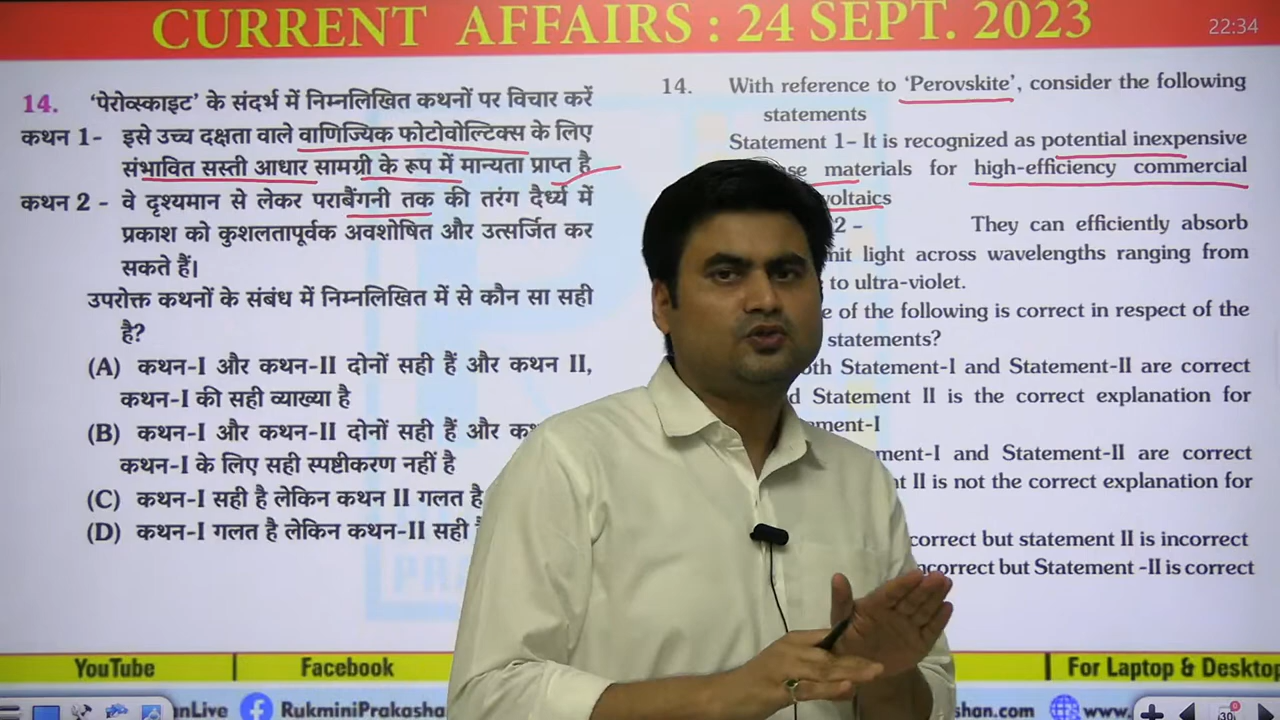 CURRENT AFFAIRS : 24 SEPT. 2023
22:34
14. 'पेरोव्स्काइट' के संदर्भ में निम्नलिखित कथनों पर विचार करें
कथन 1- इसे उच्च दक्षता वाले वाणिज्यिक फोटोवोल्टिक्स के लिए
संभावित सस्ती आधार सामग्री के रूप में मान्यता प्राप्त है
कथन 2 - वे दृश्यमान से लेकर पराबैंगनी तक की तरंग दैर्ध्य में
प्रकाश को कुशलतापूर्वक अवशोषित और उत्सर्जित कर
सकते हैं।
उपरोक्त कथनों के संबंध में निम्नलिखित में से कौन सा सही
है?
(A) कथन-I और कथन-II दोनों सही हैं और कथन II,
कथन-I की सही व्याख्या है
(B) कथन-I और कथन-II दोनों सही हैं और
कथन-I के लिए सही स्पष्टीकरण नहीं है
(C) कथन-I सही है लेकिन कथन II गलत है
(D) कथन-I गलत है लेकिन कथन-II सही
14. With reference to 'Perovskite', consider the following
statements
Statement 1- It is recognized as potential inexpensive
materials for high-efficiency commercial
2 - They can efficiently absorb
light across wavelengths ranging from
to ultra-violet.
of the following is correct in respect of the
statements?
Statement-I and Statement-II are correct
Statement II is the correct explanation for
and Statement-II are correct
II is not the correct explanation for
correct but statement II is incorrect
but Statement -II is correct
YouTube
Facebook
For Laptop &
RukminiPrakasha
www.